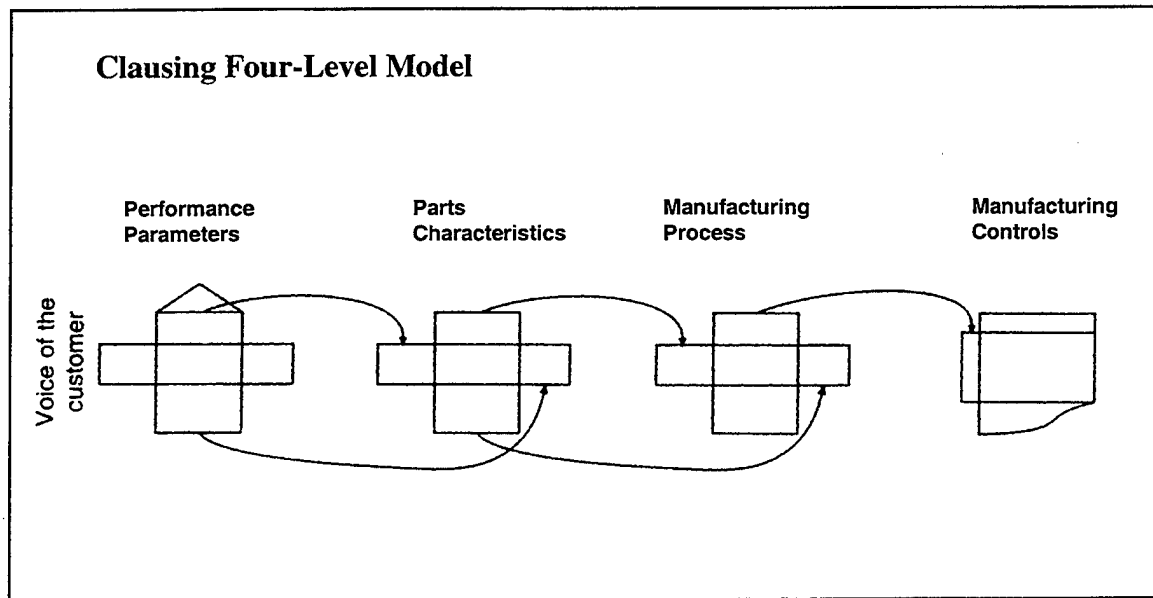 Clausing Four-Level Model
Performance
Parameters
Parts
Characteristics
Manufacturing
Process
Manufacturing
Controls
Voice of the
customer